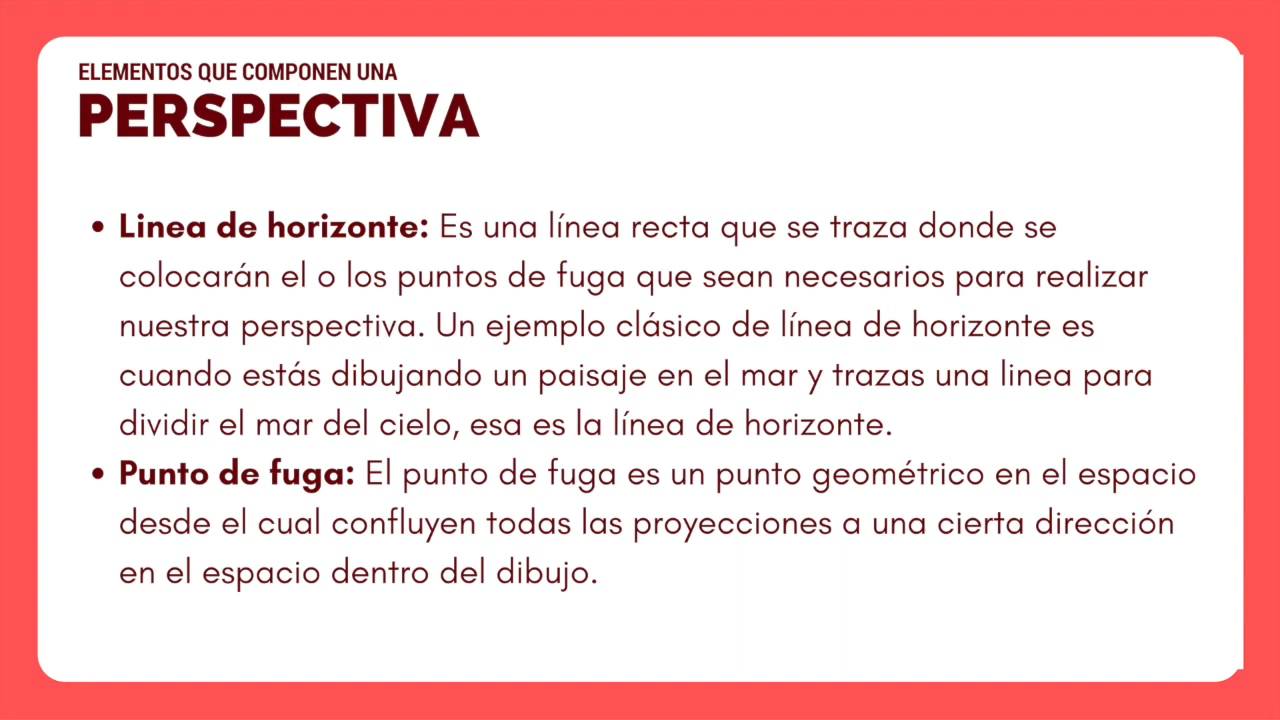 ELEMENTOS QUE COMPONEN UNA
PERSPECTIVA
• Linea de horizonte: Es una línea recta que se traza donde se
colocarán el o los puntos de fuga que sean necesarios para realizar
nuestra perspectiva. Un ejemplo clásico de línea de horizonte es
cuando estás dibujando un paisaje en el mar y trazas una linea para
dividir el mar del cielo, esa es la línea de horizonte.
• Punto de fuga: El punto de fuga es un punto geométrico en el espacio
desde el cual confluyen todas las proyecciones a una cierta dirección
en el espacio dentro del dibujo.